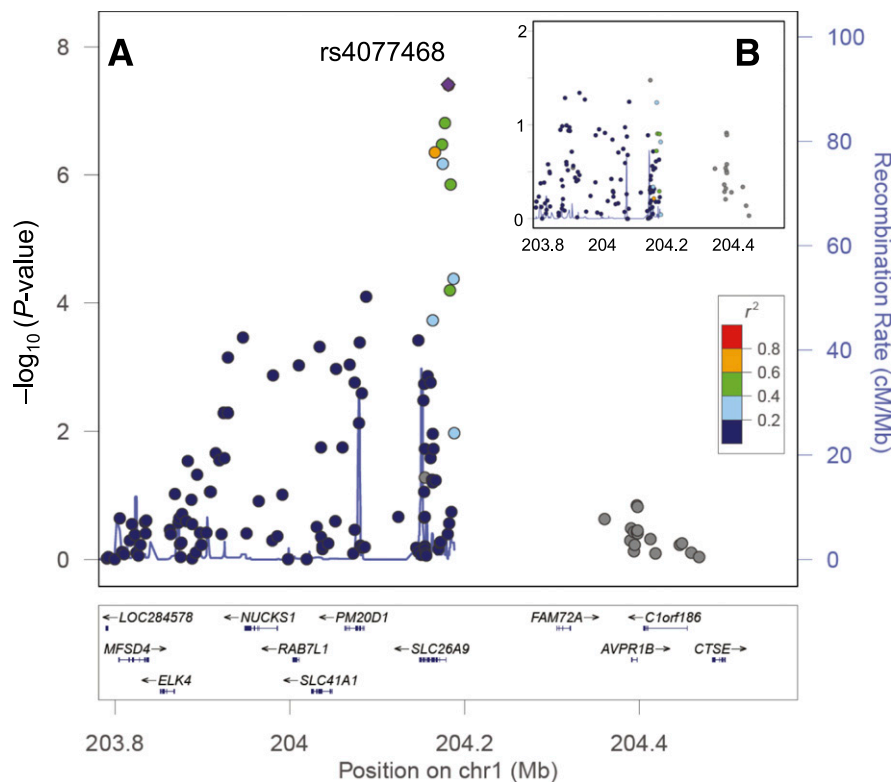 A
rs4077468
B
8
6
4
2
0
–log10 (P-value)
100
80
60
40
20
0
Recombination Rate (cM/Mb)
2
1
0
203.8 204 204.2 204.4
r2
0.8
0.6
0.4
0.2
←LOC284578 ←NUCKS1 ←PM20D1 FAM72A→ ←C1orf186
MFSD4→ ←RAB7L1 ←SLC26A9 AVPR1B→ CTSE→
←ELK4 ←SLC41A1
203.8 204 204.2 204.4
Position on chr1 (Mb)